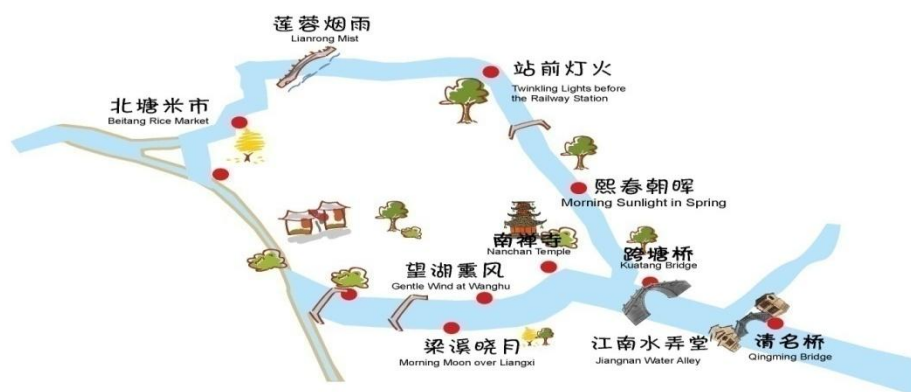 莲蓉烟雨
Lianrong Mist
站前灯火
Twinkling Lights before
the Railway Station
北塘米市
Beitang Rice Market
熙春朝晖
Morning Sunlight in Spring
南禅寺
Nanchan Temple
跨塘桥
Kuatang Bridge
望湖熏风
Gentle Wind at Wanghu
梁溪晓月
Morning Moon over Liangxi
江南水弄堂
Jiangnan Water Alley
请名桥
Qingming Bridge